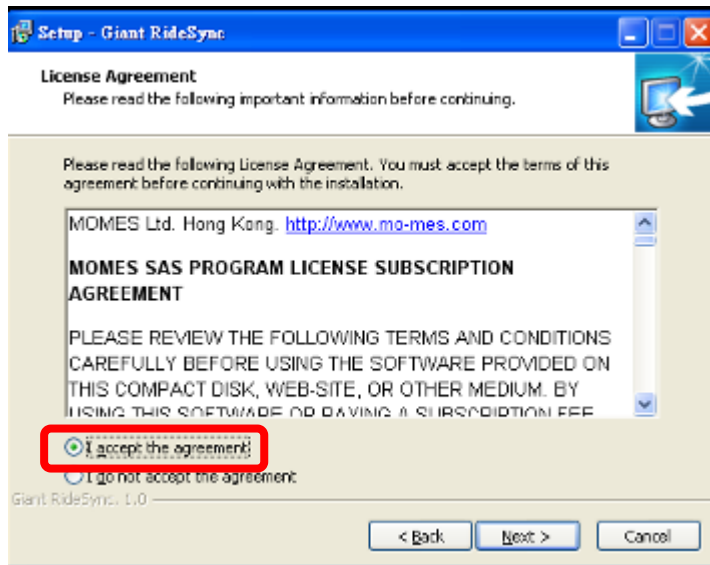 Setup - Giant RideSync
License Agreement
Please read the following important information before continuing.
Please read the following License Agreement. You must accept the terms of this
agreement before continuing with the installation.
MOMES Ltd. Hong Kong. http://www.mo-mes.com
MOMES SAS PROGRAM LICENSE SUBSCRIPTION
AGREEMENT
PLEASE REVIEW THE FOLLOWING TERMS AND CONDITIONS
CAREFULLY BEFORE USING THE SOFTWARE PROVIDED ON
THIS COMPACT DISK, WEB-SITE, OR OTHER MEDIUM. BY
USING THIS SOFTWARE OR PAYING A SUBSCRIPTION FEE
I accept the agreement
I do not accept the agreement
Giant RideSync. 1.0
< Back Next > Cancel